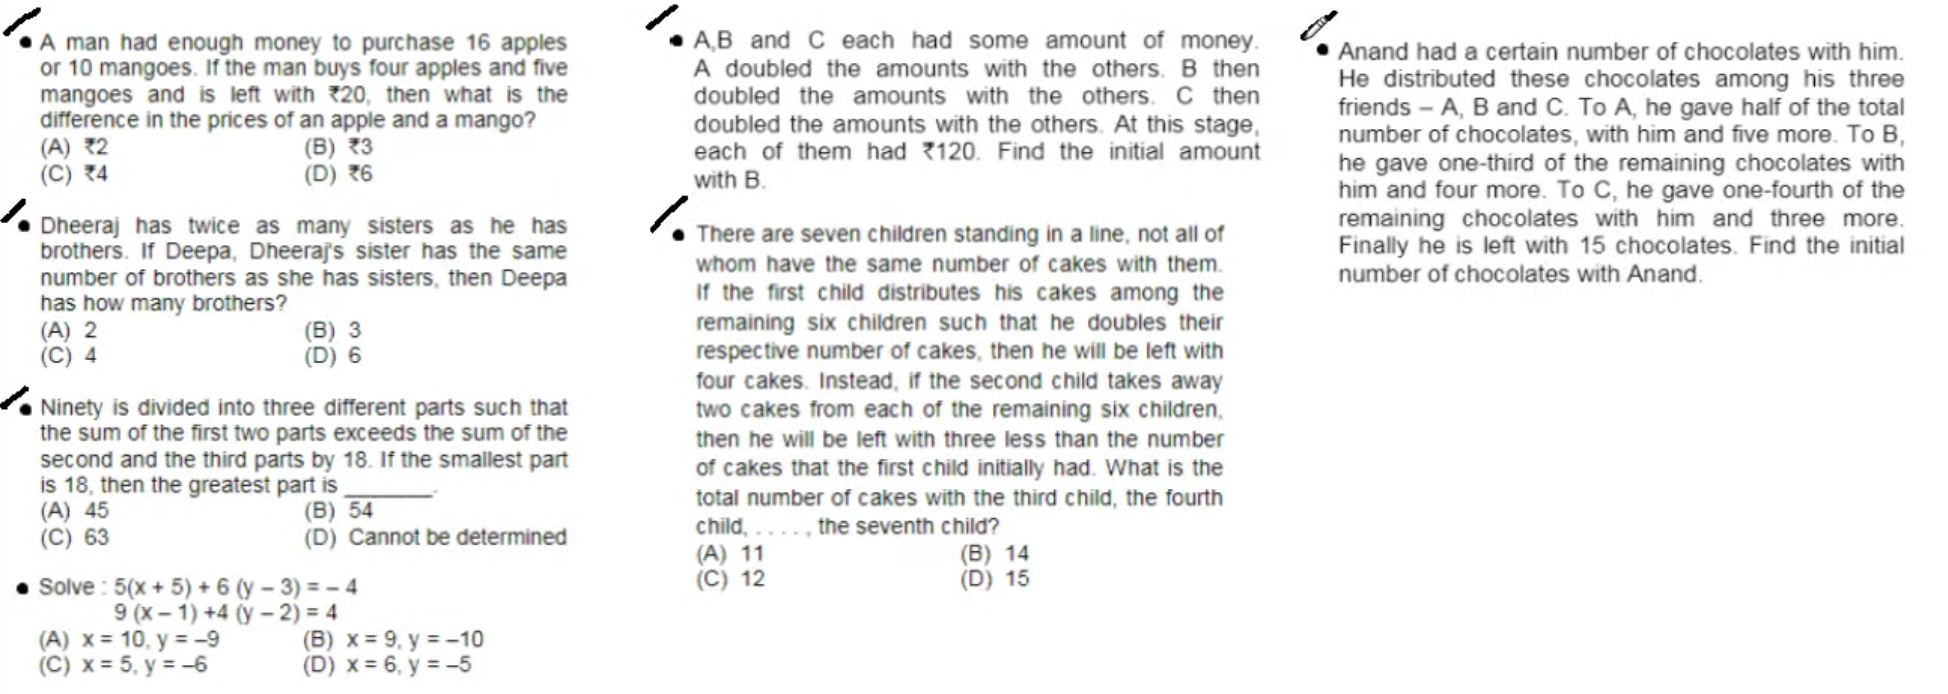 • A man had enough money to purchase 16 apples
or 10 mangoes. If the man buys four apples and five
mangoes and is left with ₹20, then what is the
difference in the prices of an apple and a mango?
(A) ₹2 (B) ₹3
(C) ₹4 (D) ₹6
• Dheeraj has twice as many sisters as he has
brothers. If Deepa, Dheeraj's sister has the same
number of brothers as she has sisters, then Deepa
has how many brothers?
(A) 2 (B) 3
(C) 4 (D) 6
• Ninety is divided into three different parts such that
the sum of the first two parts exceeds the sum of the
second and the third parts by 18. If the smallest part
is 18, then the greatest part is ________.
(A) 45 (B) 54
(C) 63 (D) Cannot be determined
• Solve : 5(x + 5) + 6 (y – 3) = – 4
9 (x – 1) +4 (y – 2) = 4
(A) x = 10, y = –9 (B) x = 9, y = –10
(C) x = 5, y = –6 (D) x = 6, y = –5
• A,B and C each had some amount of money.
A doubled the amounts with the others. B then
doubled the amounts with the others. C then
doubled the amounts with the others. At this stage,
each of them had ₹120. Find the initial amount
with B.
• There are seven children standing in a line, not all of
whom have the same number of cakes with them.
If the first child distributes his cakes among the
remaining six children such that he doubles their
respective number of cakes, then he will be left with
four cakes. Instead, if the second child takes away
two cakes from each of the remaining six children,
then he will be left with three less than the number
of cakes that the first child initially had. What is the
total number of cakes with the third child, the fourth
child, . . . . . , the seventh child?
(A) 11 (B) 14
(C) 12 (D) 15
• Anand had a certain number of chocolates with him.
He distributed these chocolates among his three
friends – A, B and C. To A, he gave half of the total
number of chocolates, with him and five more. To B,
he gave one-third of the remaining chocolates with
him and four more. To C, he gave one-fourth of the
remaining chocolates with him and three more.
Finally he is left with 15 chocolates. Find the initial
number of chocolates with Anand.